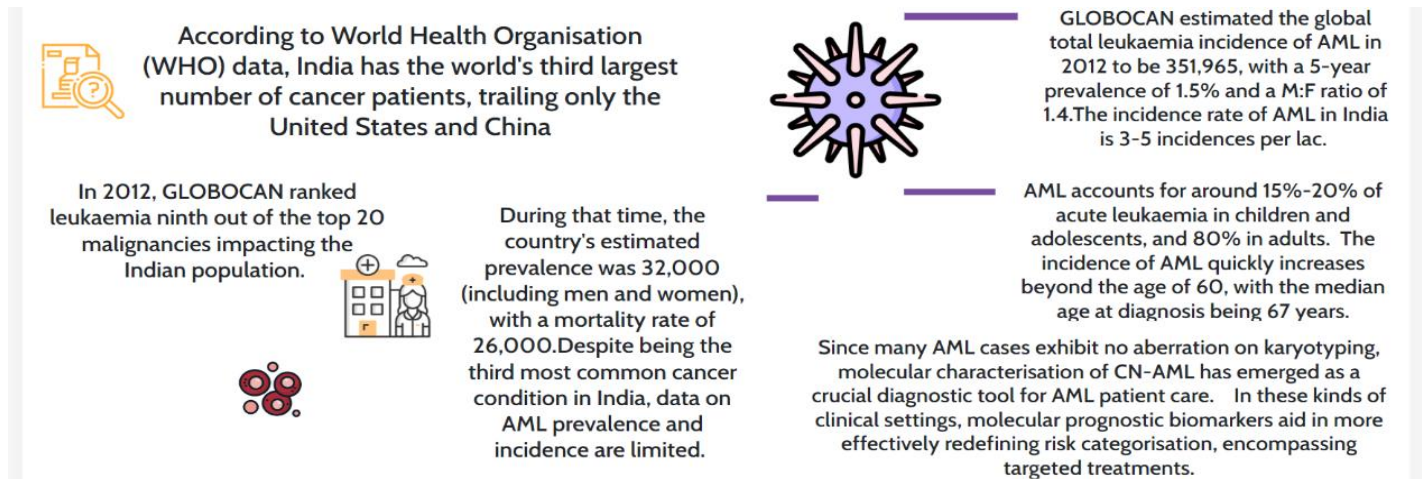 According to World Health Organisation
(WHO) data, India has the world's third largest
number of cancer patients, trailing only the
United States and China
In 2012, GLOBOCAN ranked
leukaemia ninth out of the top 20
malignancies impacting the
Indian population.
During that time, the
country's estimated
prevalence was 32,000
(including men and women),
with a mortality rate of
26,000.Despite being the
third most common cancer
condition in India, data on
AML prevalence and
incidence are limited.
GLOBOCAN estimated the global
total leukaemia incidence of AML in
2012 to be 351,965, with a 5-year
prevalence of 1.5% and a M:F ratio of
1.4.The incidence rate of AML in India
is 3-5 incidences per lac.
AML accounts for around 15%-20% of
acute leukaemia in children and
adolescents, and 80% in adults. The
incidence of AML quickly increases
beyond the age of 60, with the median
age at diagnosis being 67 years.
Since many AML cases exhibit no aberration on karyotyping,
molecular characterisation of CN-AML has emerged as a
crucial diagnostic tool for AML patient care. In these kinds of
clinical settings, molecular prognostic biomarkers aid in more
effectively redefining risk categorisation, encompassing
targeted treatments.